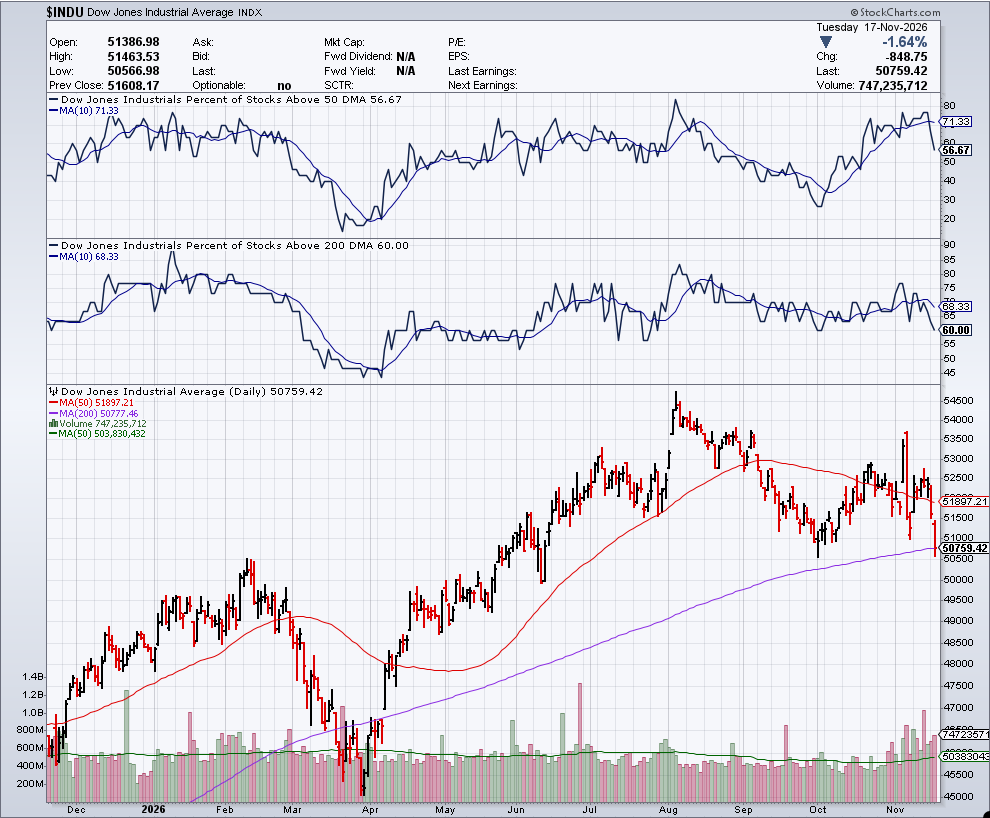 $INDU Dow Jones Industrial Average INDX
© StockCharts.com
Tuesday 17-Nov-2026
Open: 51386.98 Ask: Mkt Cap: P/E: -1.64%
High: 51463.53 Bid: Fwd Dividend: N/A EPS: Chg: -848.75
Low: 50566.98 Last: Fwd Yield: N/A Last Earnings: Last: 50759.42
Prev Close: 51608.17 Optionable: no SCTR: Next Earnings: Volume: 747,235,712
Dow Jones Industrials Percent of Stocks Above 50 DMA 56.67
MA(10) 71.33
80
71.33
56.67
50
40
30
20
Dow Jones Industrials Percent of Stocks Above 200 DMA 60.00
MA(10) 68.33
90
85
80
75
70
68.33
65
60.00
55
50
45
Dow Jones Industrial Average (Daily) 50759.42
MA(50) 51897.21
MA(200) 50777.46
Volume 747,235,712
MA(50) 503,830,432
54500
54000
53500
53000
52500
51897.21
51500
51000
50759.42
50500
50000
49500
49000
48500
48000
47500
47000
74723571
50383043
45500
45000
1.4B
1.2B
1.0B
800M
600M
400M
200M
Dec 2026 Feb Mar Apr May Jun Jul Aug Sep Oct Nov